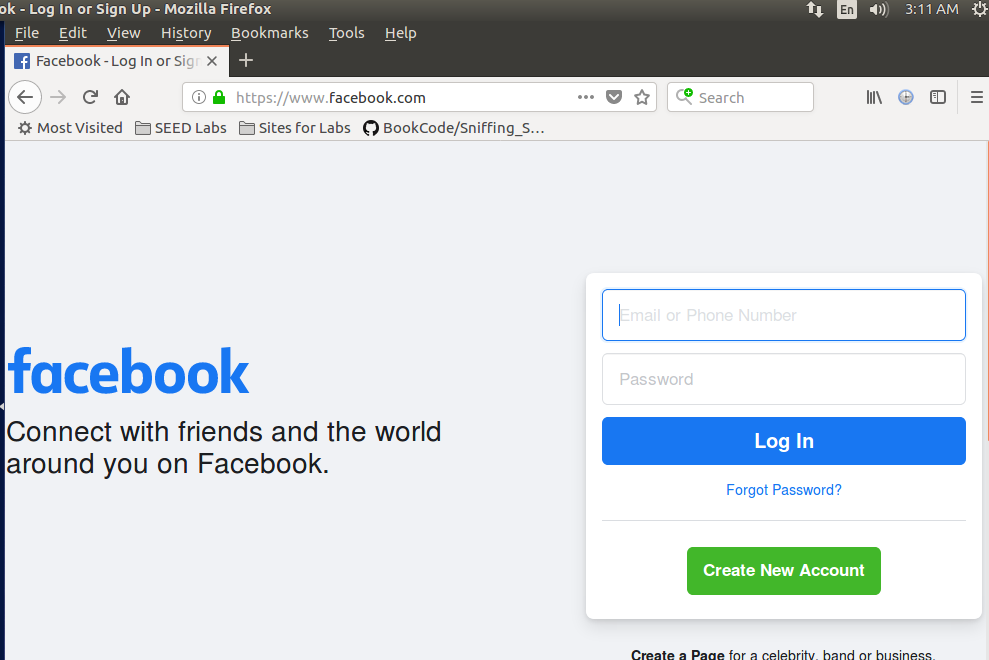 ok - Log In or Sign Up - Mozilla Firefox
En
3:11 AM
File Edit View History Bookmarks Tools Help
Facebook - Log In or Sign
https://www.facebook.com
Search
Most Visited SEED Labs Sites for Labs BookCode/Sniffing_S...
Email or Phone Number
Password
Log In
Forgot Password?
Create New Account
facebook
Connect with friends and the world
around you on Facebook.
Create a Page for a celebrity, band or business.